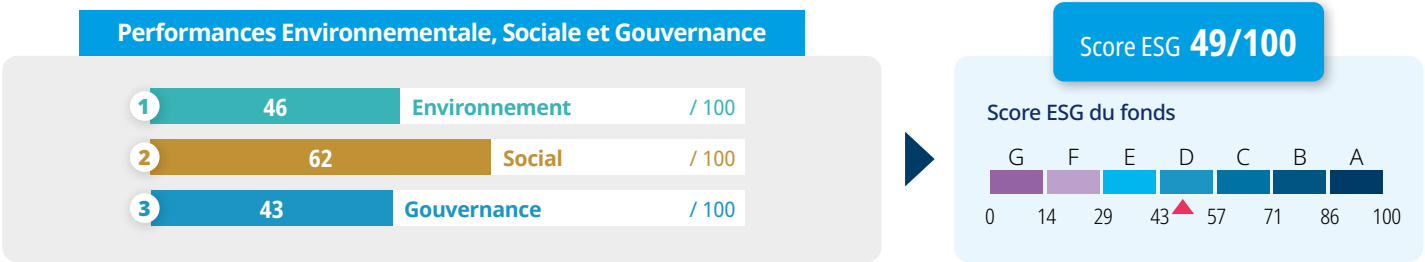 Performances Environnementale, Sociale et Gouvernance
1 46 Environnement / 100
2 62 Social / 100
3 43 Gouvernance / 100
Score ESG 49/100
Score ESG du fonds
G F E D C B A
0 14 29 43 57 71 86 100